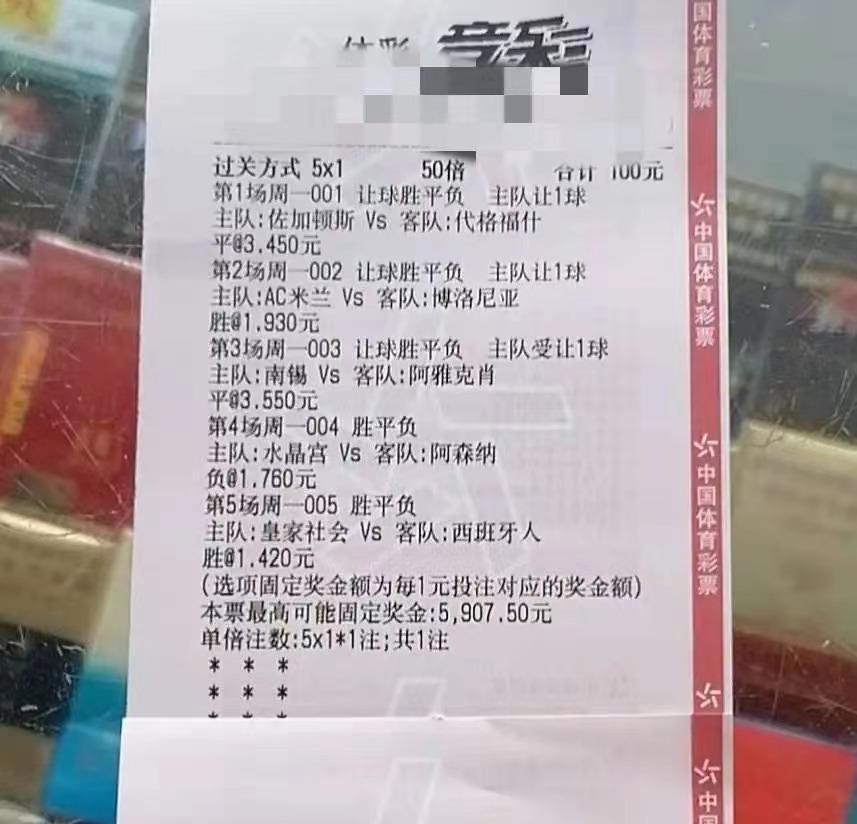 体彩 竞彩
过关方式 5x1 50倍 合计 100元
第1场周一001 让球胜平负 主队让1球
主队:佐加顿斯 Vs 客队:代格福什
平@3.450元
第2场周一002 让球胜平负 主队让1球
主队:AC米兰 Vs 客队:博洛尼亚
胜@1.930元
第3场周一003 让球胜平负 主队受让1球
主队:南锡 Vs 客队:阿雅克肖
平@3.550元
第4场周一004 胜平负
主队:水晶宫 Vs 客队:阿森纳
负@1.760元
第5场周一005 胜平负
主队:皇家社会 Vs 客队:西班牙人
胜@1.420元
(选项固定奖金额为每1元投注对应的奖金额)
本票最高可能固定奖金:5,907.50元
单倍注数:5x1*1注;共1注
* * *
* * *
* * *
国体育彩票
中国体育彩票
中国体育彩票
中